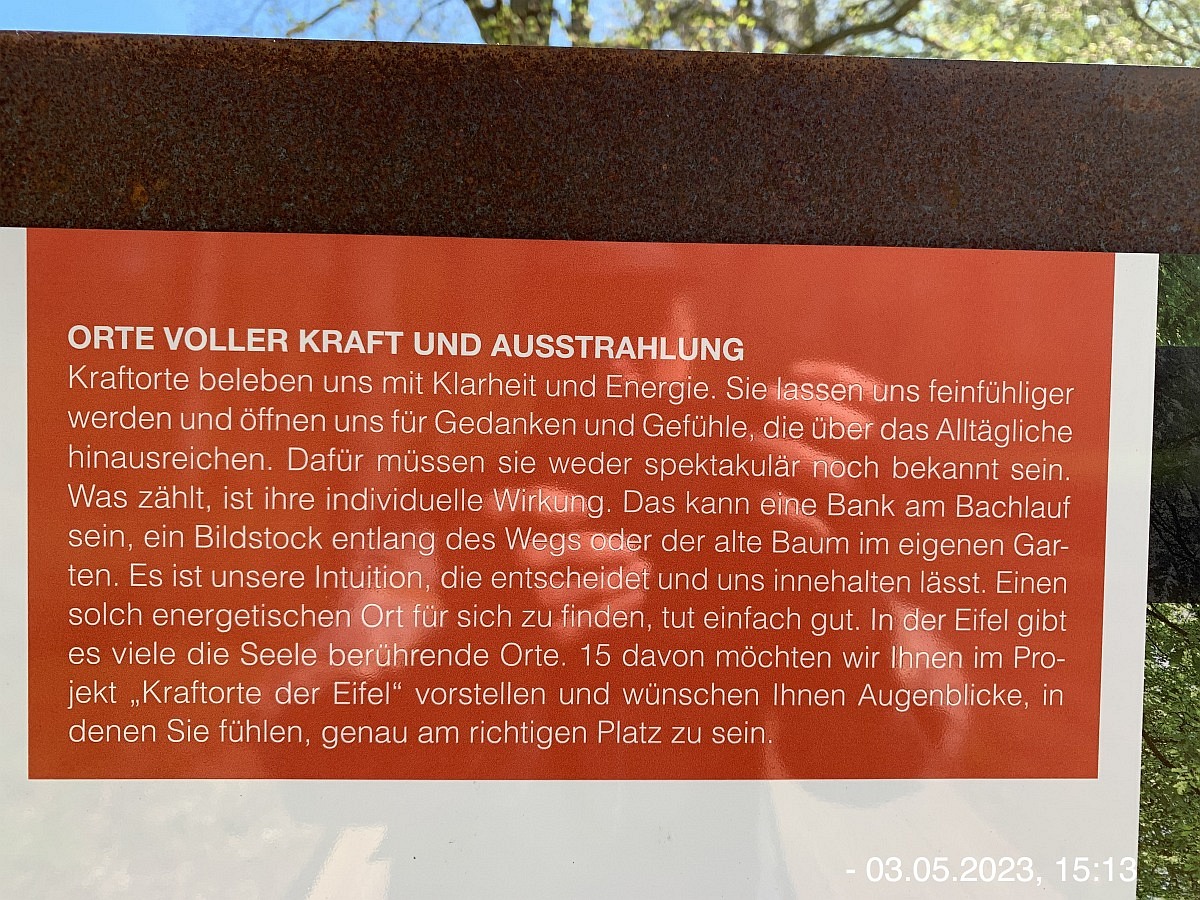 ORTE VOLLER KRAFT UND AUSSTRAHLUNG
Kraftorte beleben uns mit Klarheit und Energie. Sie lassen uns feinfühliger
werden und öffnen uns für Gedanken und Gefühle, die über das Alltägliche
hinausreichen. Dafür müssen sie weder spektakulär noch bekannt sein.
Was zählt, ist ihre individuelle Wirkung. Das kann eine Bank am Bachlauf
sein, ein Bildstock entlang des Wegs oder der alte Baum im eigenen Gar-
ten. Es ist unsere Intuition, die entscheidet und uns innehalten lässt. Einen
solch energetischen Ort für sich zu finden, tut einfach gut. In der Eifel gibt
es viele die Seele berührende Orte. 15 davon möchten wir Ihnen im Pro-
jekt „Kraftorte der Eifel“ vorstellen und wünschen Ihnen Augenblicke, in
denen Sie fühlen, genau am richtigen Platz zu sein.
- 03.05.2023, 15:13